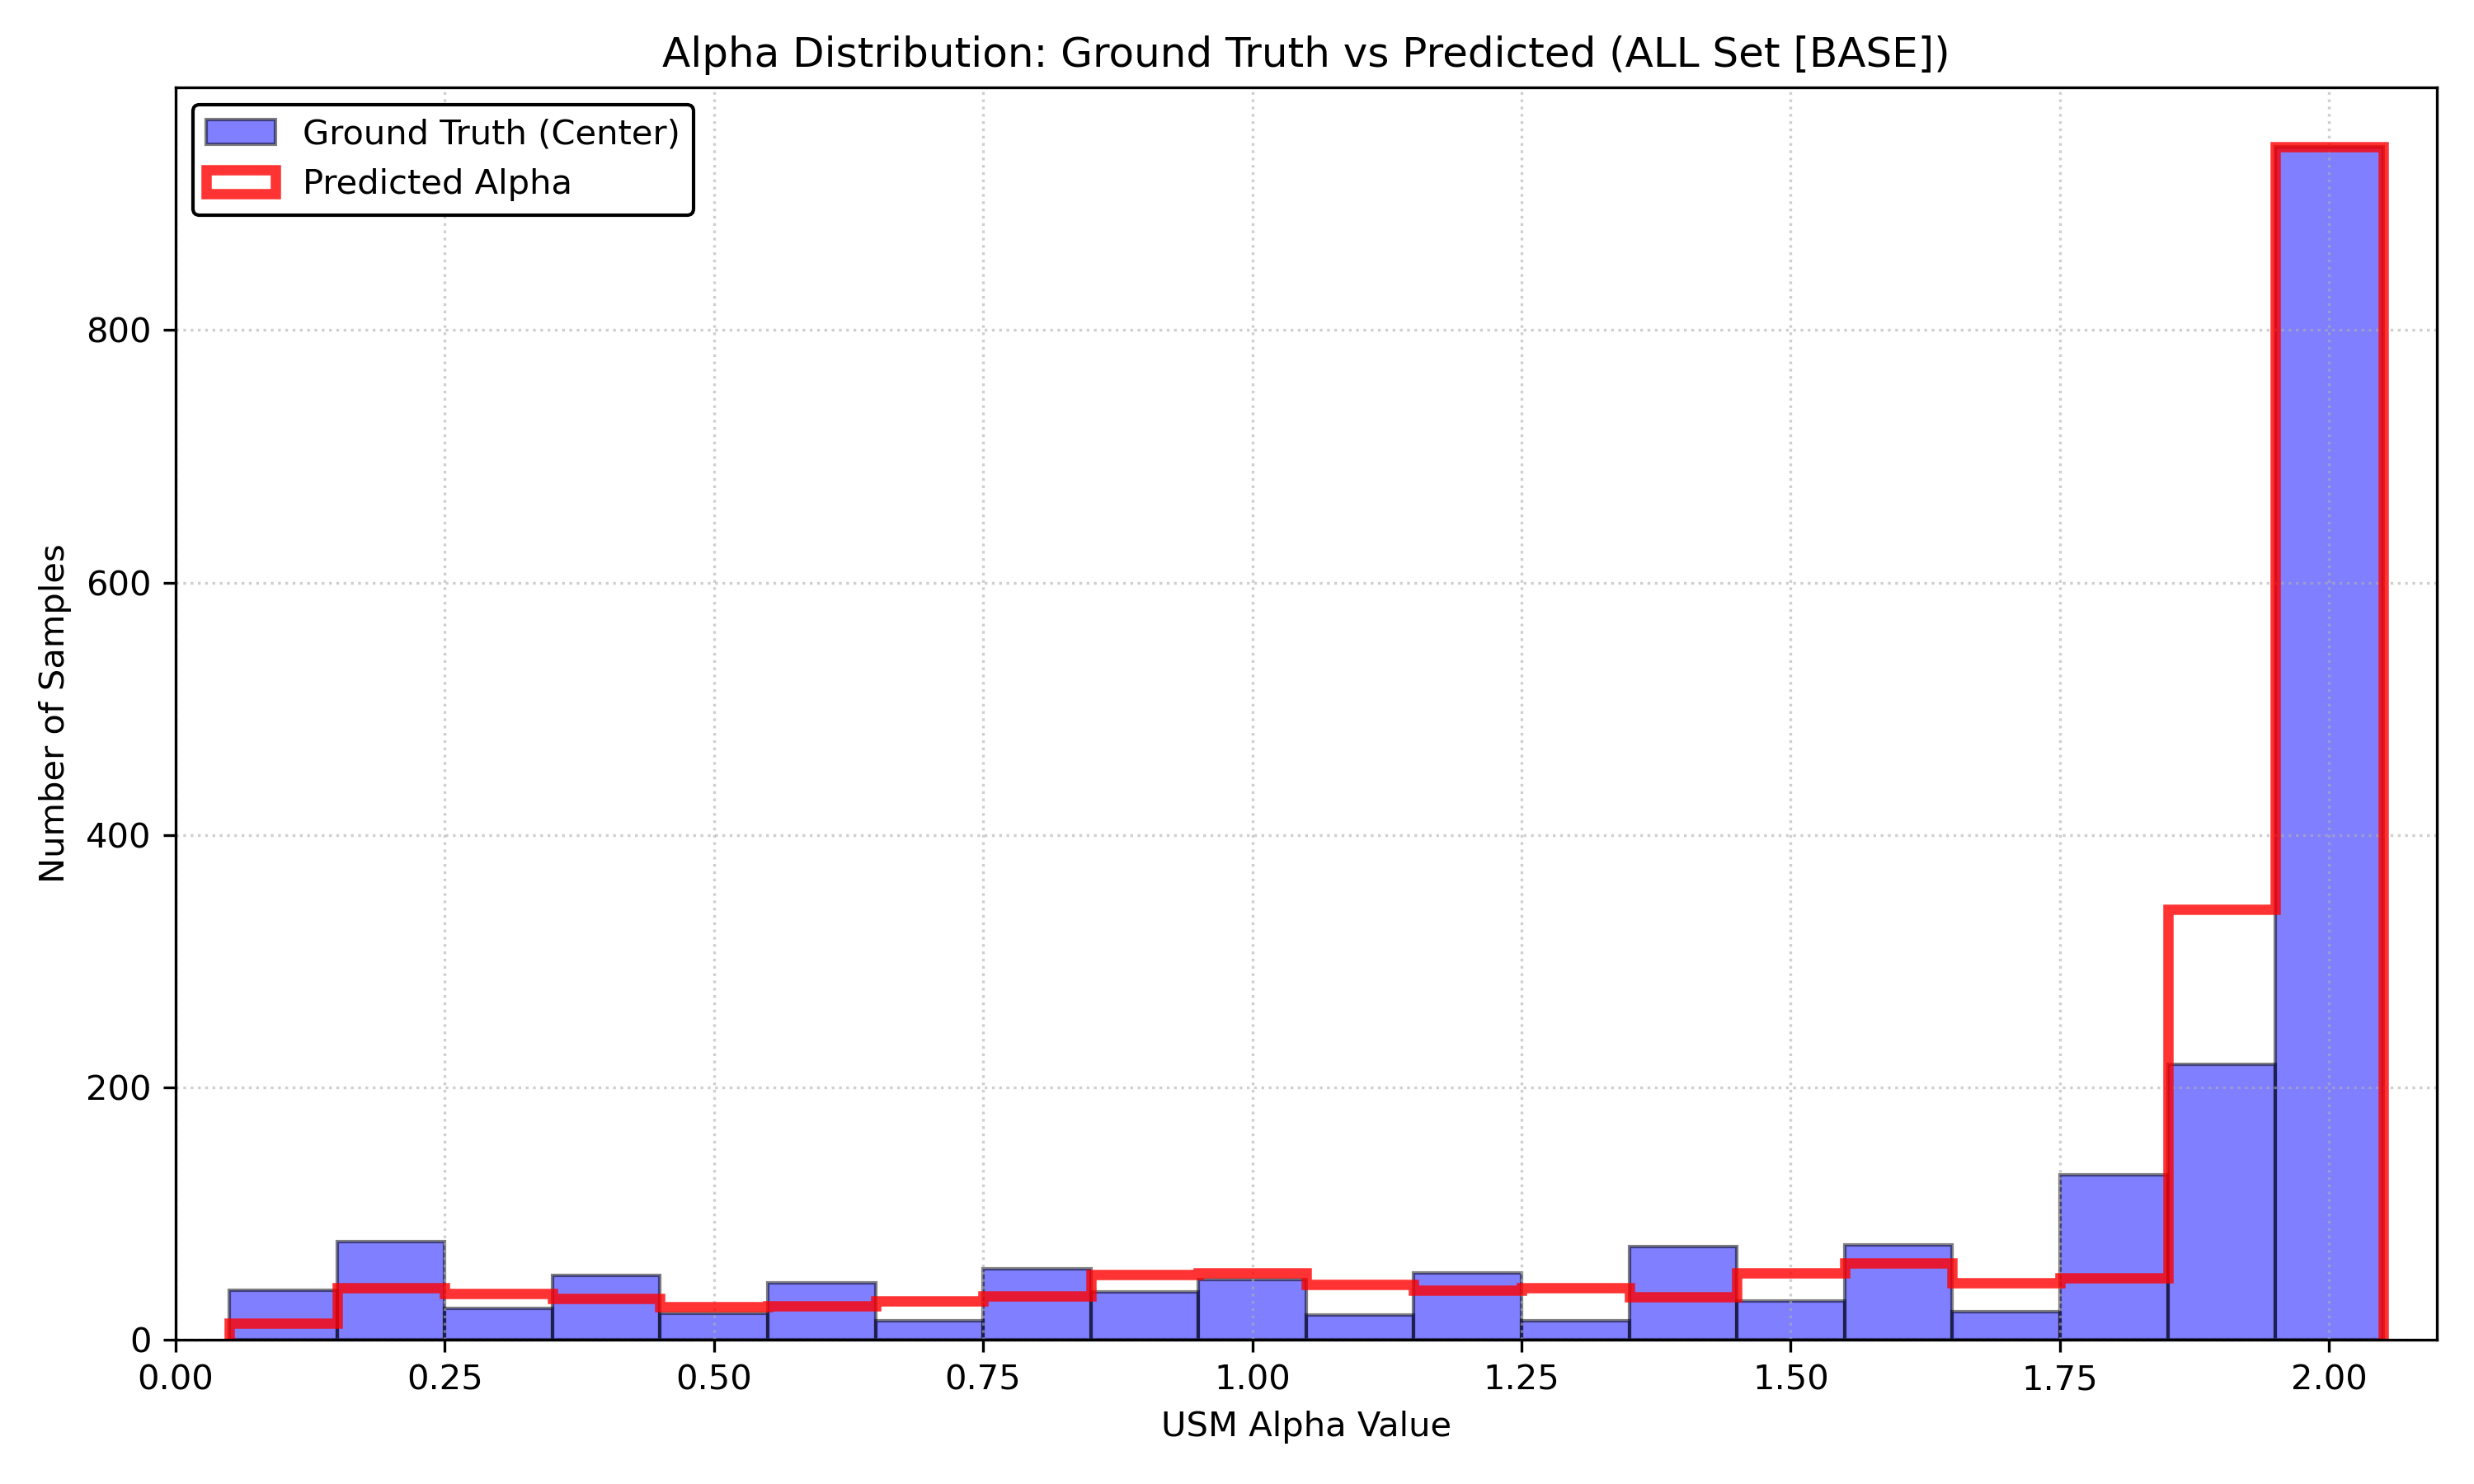 Alpha Distribution: Ground Truth vs Predicted (ALL Set [BASE])
Ground Truth (Center)
Predicted Alpha
Number of Samples
800
600
400
200
0
0.00 0.25 0.50 0.75 1.00 1.25 1.50 1.75 2.00
USM Alpha Value